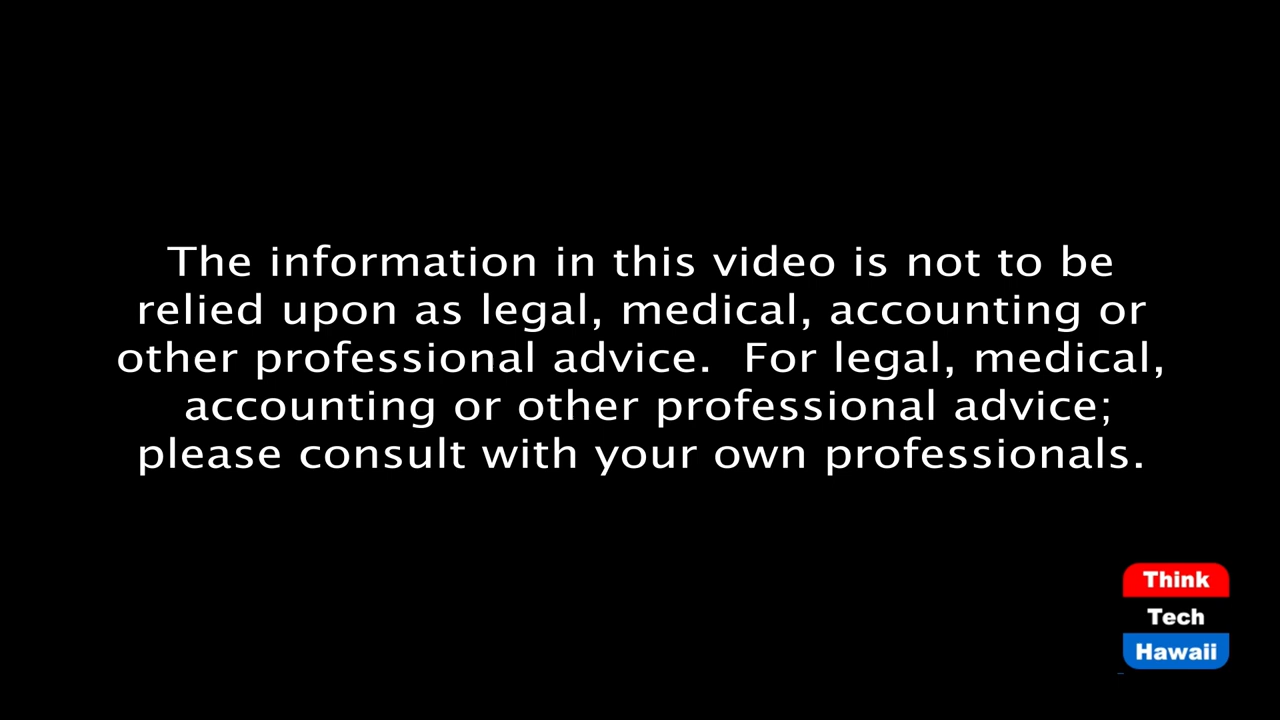 The information in this video is not to be
relied upon as legal, medical, accounting or
other professional advice.  For legal, medical,
accounting or other professional advice;
please consult with your own professionals.
Think
Tech
Hawaii